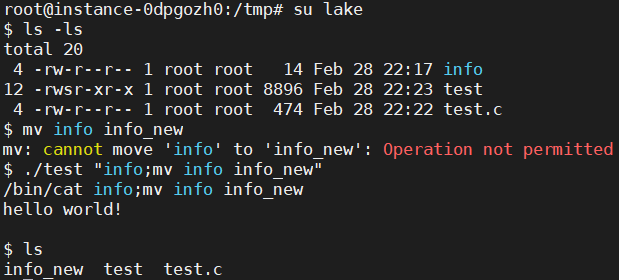 root@instance-0dpgozh0:/tmp# su lake
$ ls -ls
total 20
 4 -rw-r--r-- 1 root root   14 Feb 28 22:17 info
12 -rwsr-xr-x 1 root root 8896 Feb 28 22:23 test
 4 -rw-r--r-- 1 root root  474 Feb 28 22:22 test.c
$ mv info info_new
mv: cannot move 'info' to 'info_new': Operation not permitted
$ ./test "info;mv info info_new"
/bin/cat info;mv info info_new
hello world!

$ ls
info_new  test  test.c